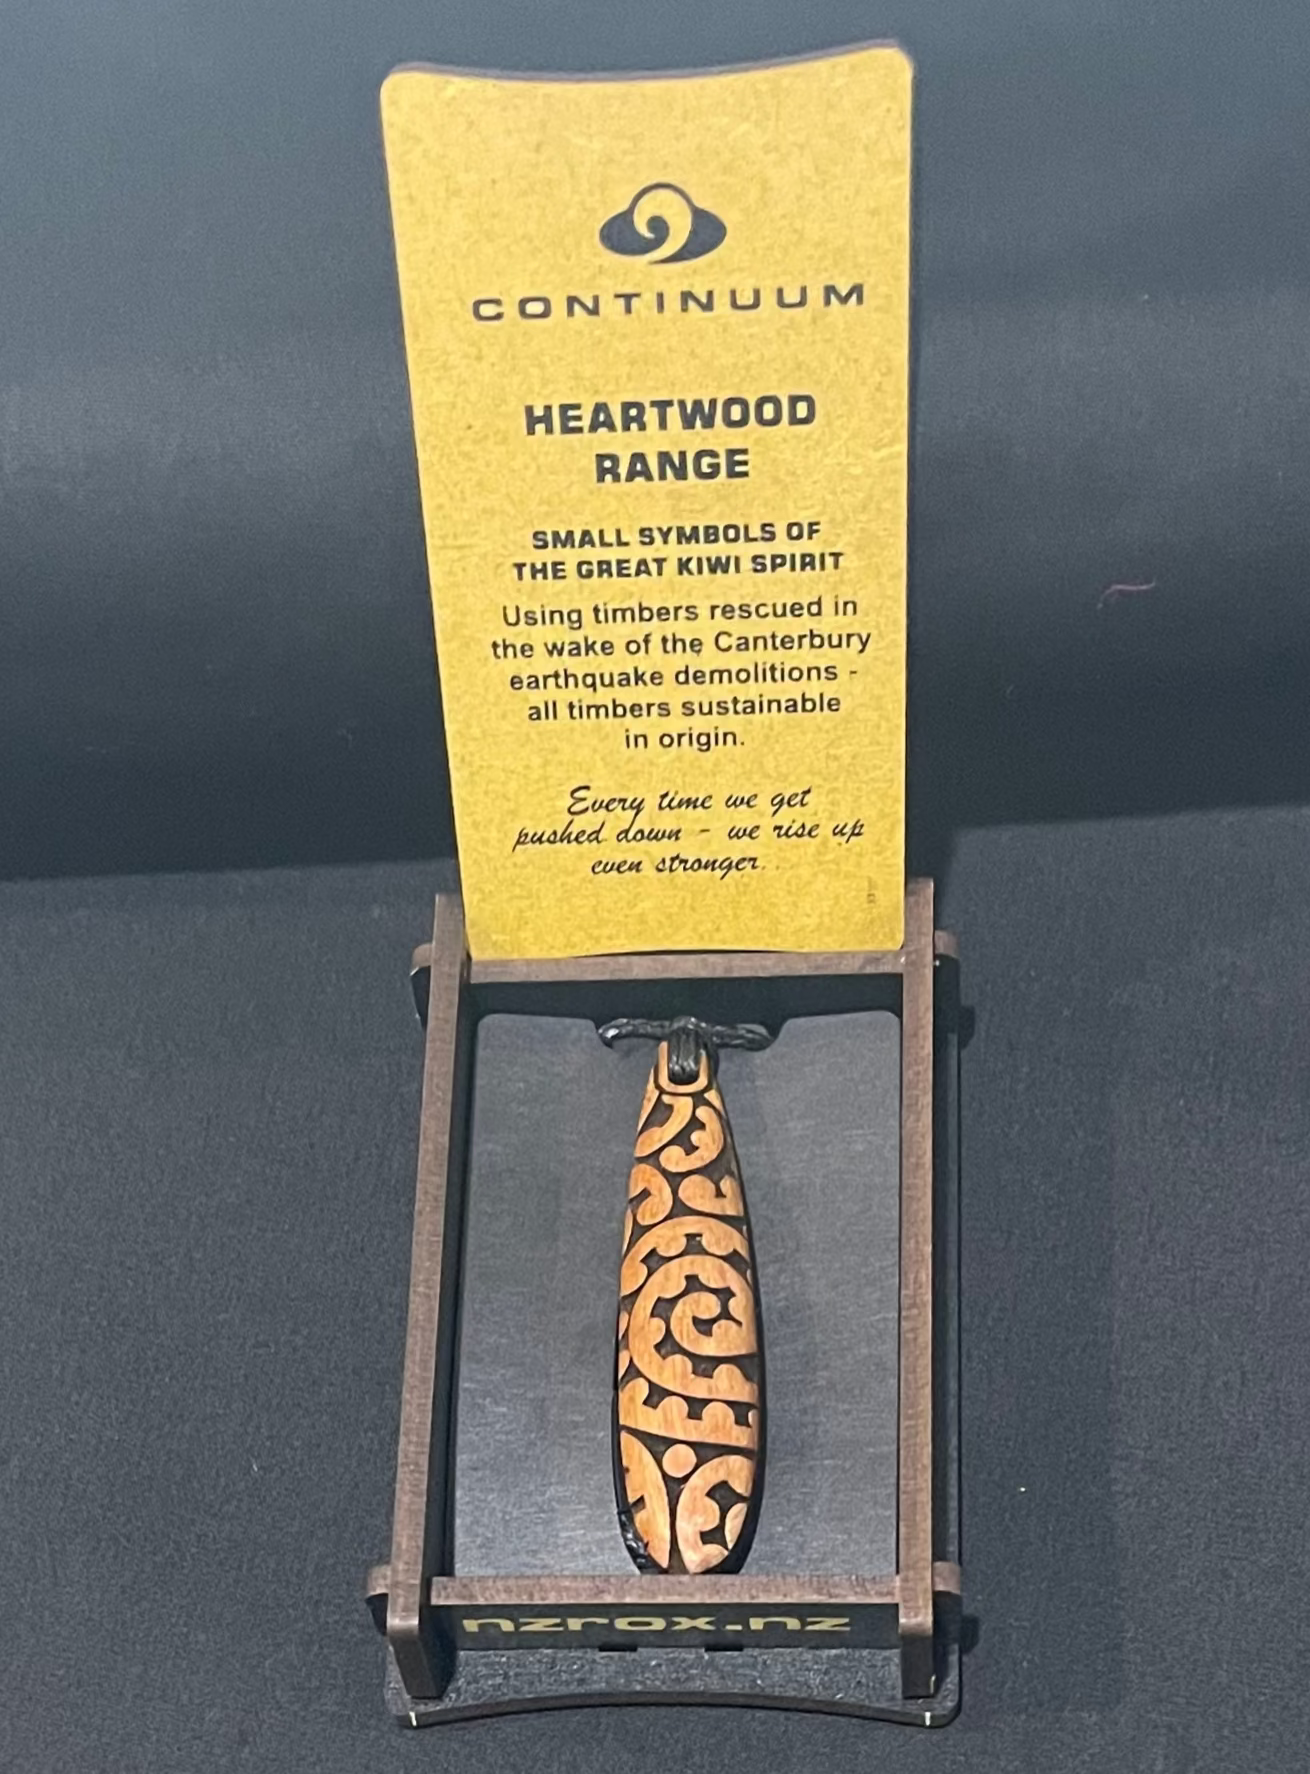 CONTINUUM
HEARTWOOD
RANGE
SMALL SYMBOLS OF
THE GREAT KIWI SPIRIT
Using timbers rescued in
the wake of the Canterbury
earthquake demolitions -
all timbers sustainable
in origin.
Every time we get
pushed down - we rise up
even stronger..
nzrox.nz